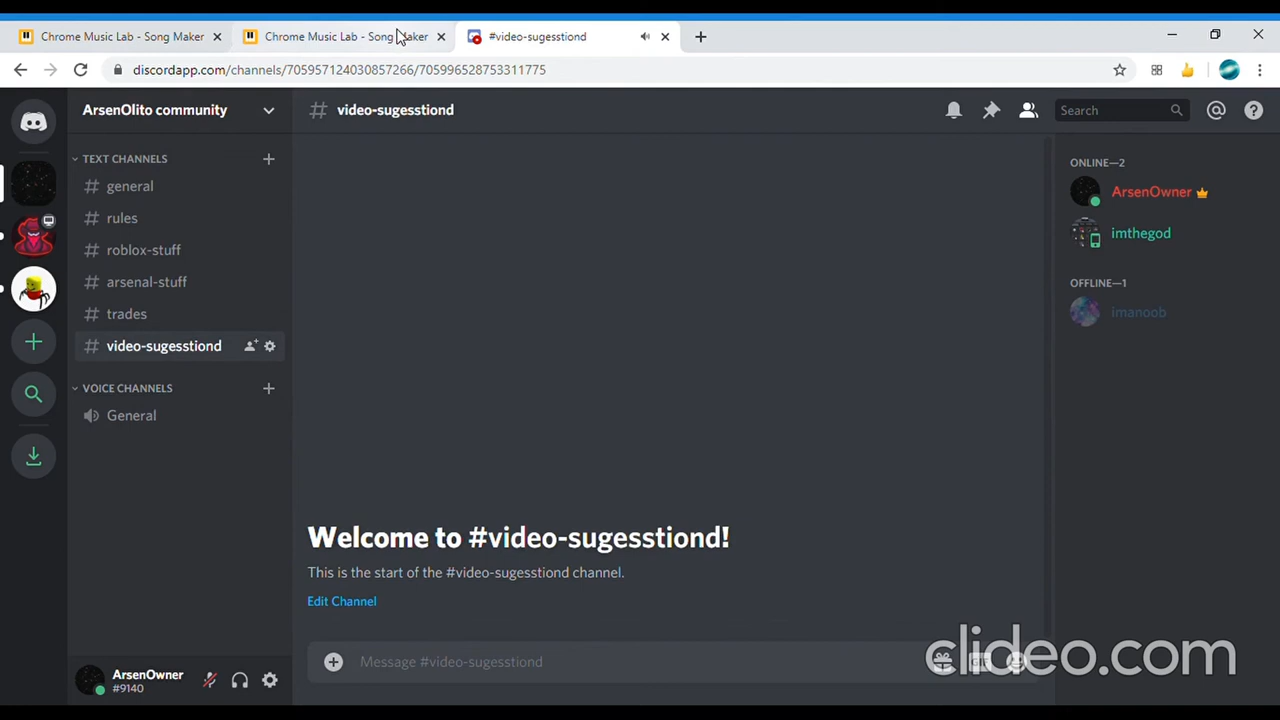 Chrome Music Lab - Song Maker
Chrome Music Lab - Song Maker
#video-sugesstiond
discordapp.com/channels/705957124030857266/705996528753311775
ArsenOlito community
# video-sugesstiond
Search
TEXT CHANNELS
# general
# rules
# roblox-stuff
# arsenal-stuff
# trades
# video-sugesstiond
VOICE CHANNELS
General
ONLINE—2
ArsenOwner
imthegod
OFFLINE—1
imanoob
Welcome to #video-sugesstiond!
This is the start of the #video-sugesstiond channel.
Edit Channel
Message #video-sugesstiond
ArsenOwner
#9140
clideo.com